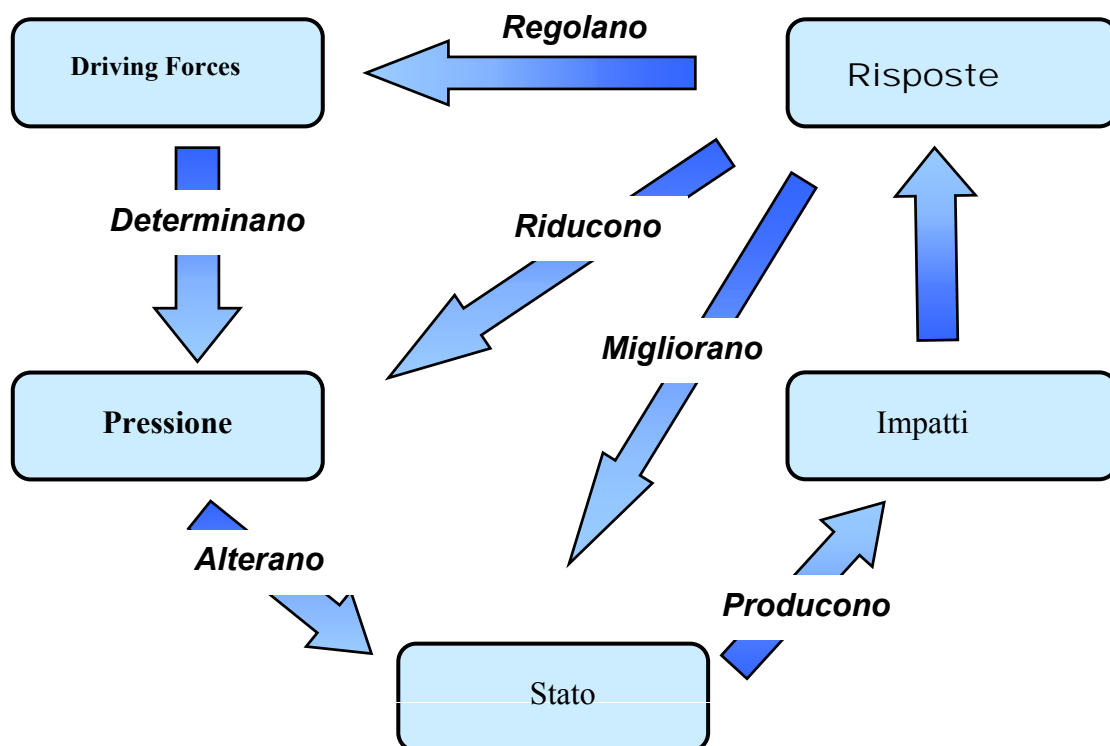 Regolano
Driving Forces
Risposte
Determinano
Riducono
Migliorano
Pressione
Impatti
Alterano
Producono
Stato